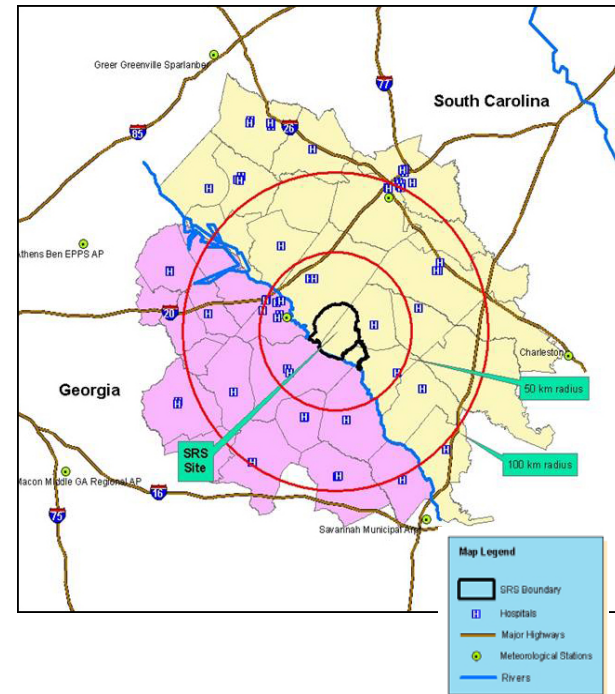 Greer Greenville Spartanber
77
South Carolina
85
26
Athens Ben EPPS AP
20
Charleston
Georgia
50 km radius
SRS
Site
100 km radius
Macon Middle GA Regional AP
16
75
Savannah Municipal Arpt
Map Legend
SRS Boundary
H Hospitals
Major Highways
Meteorological Stations
Rivers